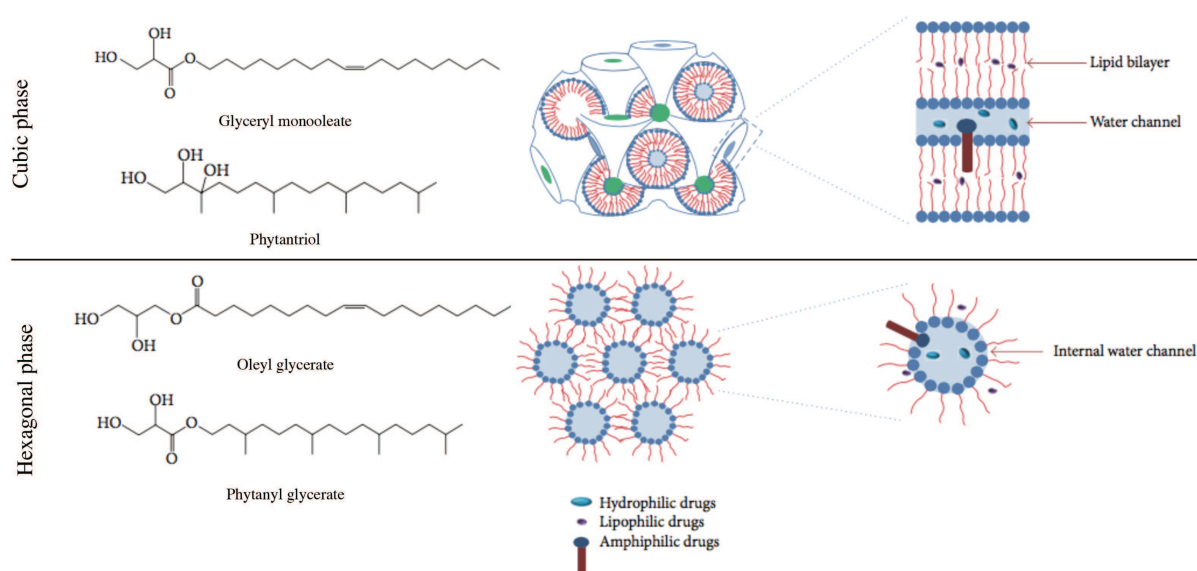 Cubic phase
OH
HO
O
O
Glyceryl monooleate
OH
OH
HO
Phytantriol
Lipid bilayer
Water channel
Hexagonal phase
O
HO
O
OH
Oleyl glycerate
OH
HO
O
O
Phytanyl glycerate
Internal water channel
Hydrophilic drugs
Lipophilic drugs
Amphiphilic drugs